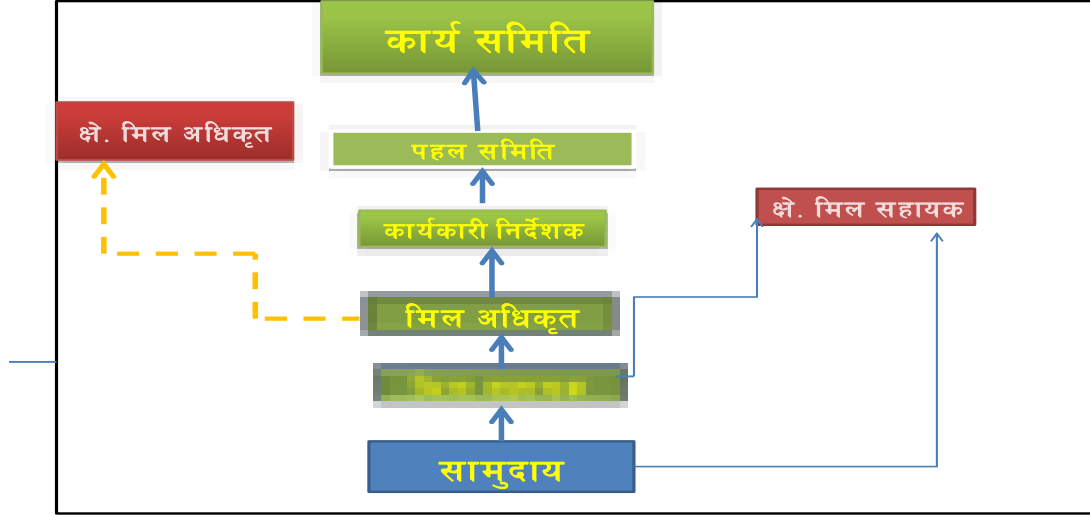 कार्य समिति
क्षे. मिल अधिकृत
पहल समिति
क्षे. मिल सहायक
कार्यकारी निर्देशक
मिल अधिकृत
सामुदाय